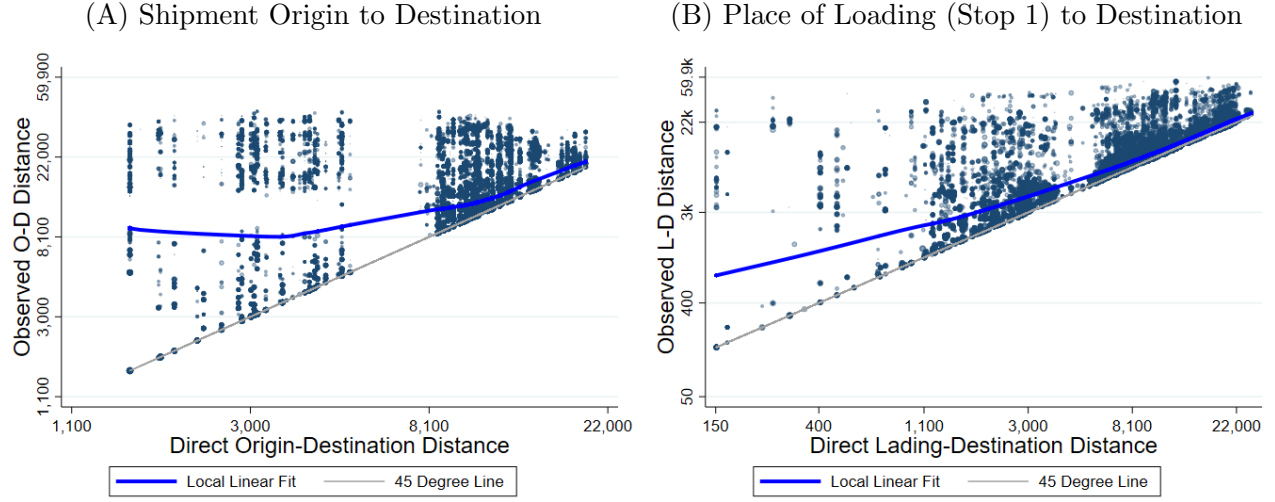 (A) Shipment Origin to Destination
Observed O-D Distance
59,900
22,000
8,100
3,000
1,100
1,100 3,000 8,100 22,000
Direct Origin-Destination Distance
Local Linear Fit 45 Degree Line
(B) Place of Loading (Stop 1) to Destination
Observed L-D Distance
59.9k
22k
3k
400
50
150 400 1,100 3,000 8,100 22,000
Direct Lading-Destination Distance
Local Linear Fit 45 Degree Line